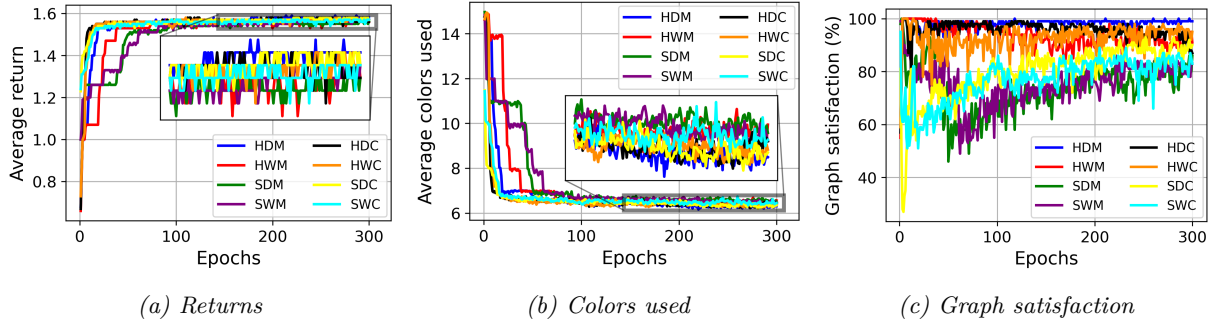 Average return
1.6
1.4
1.2
1.0
0.8
0
100
200
300
Epochs
HDM
HWM
SDM
SWM
HDC
HWC
SDC
SWC
(a) Returns
Average colors used
14
12
10
8
6
0
100
200
300
Epochs
HDM
HWM
SDM
SWM
HDC
HWC
SDC
SWC
(b) Colors used
Graph satisfaction (%)
100
80
60
40
0
100
200
300
Epochs
HDM
HWM
SDM
SWM
HDC
HWC
SDC
SWC
(c) Graph satisfaction